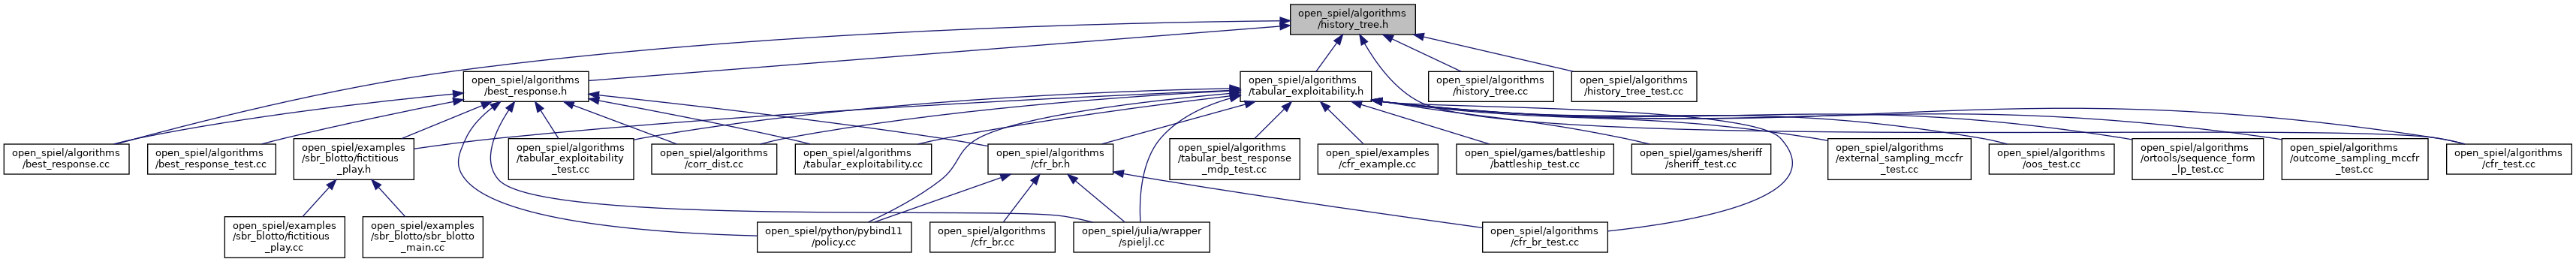 open_spiel/algorithms
/history_tree.h
open_spiel/algorithms
/best_response.h
open_spiel/algorithms
/tabular_exploitability.h
open_spiel/algorithms
/history_tree.cc
open_spiel/algorithms
/history_tree_test.cc
open_spiel/algorithms
/best_response.cc
open_spiel/algorithms
/best_response_test.cc
open_spiel/examples
/sbr_blotto/fictitious
_play.h
open_spiel/algorithms
/tabular_exploitability
_test.cc
open_spiel/algorithms
/corr_dist.cc
open_spiel/algorithms
/tabular_exploitability.cc
open_spiel/algorithms
/cfr_br.h
open_spiel/algorithms
/tabular_best_response
_mdp_test.cc
open_spiel/examples
/cfr_example.cc
open_spiel/games/battleship
/battleship_test.cc
open_spiel/games/sheriff
/sheriff_test.cc
open_spiel/algorithms
/external_sampling_mccfr
_test.cc
open_spiel/algorithms
/oos_test.cc
open_spiel/algorithms
/ortools/sequence_form
_lp_test.cc
open_spiel/algorithms
/outcome_sampling_mccfr
_test.cc
open_spiel/algorithms
/cfr_test.cc
open_spiel/examples
/sbr_blotto/fictitious
_play.cc
open_spiel/examples
/sbr_blotto/sbr_blotto
_main.cc
open_spiel/python/pybind11
/policy.cc
open_spiel/algorithms
/cfr_br.cc
open_spiel/julia/wrapper
/spieljl.cc
open_spiel/algorithms
/cfr_br_test.cc